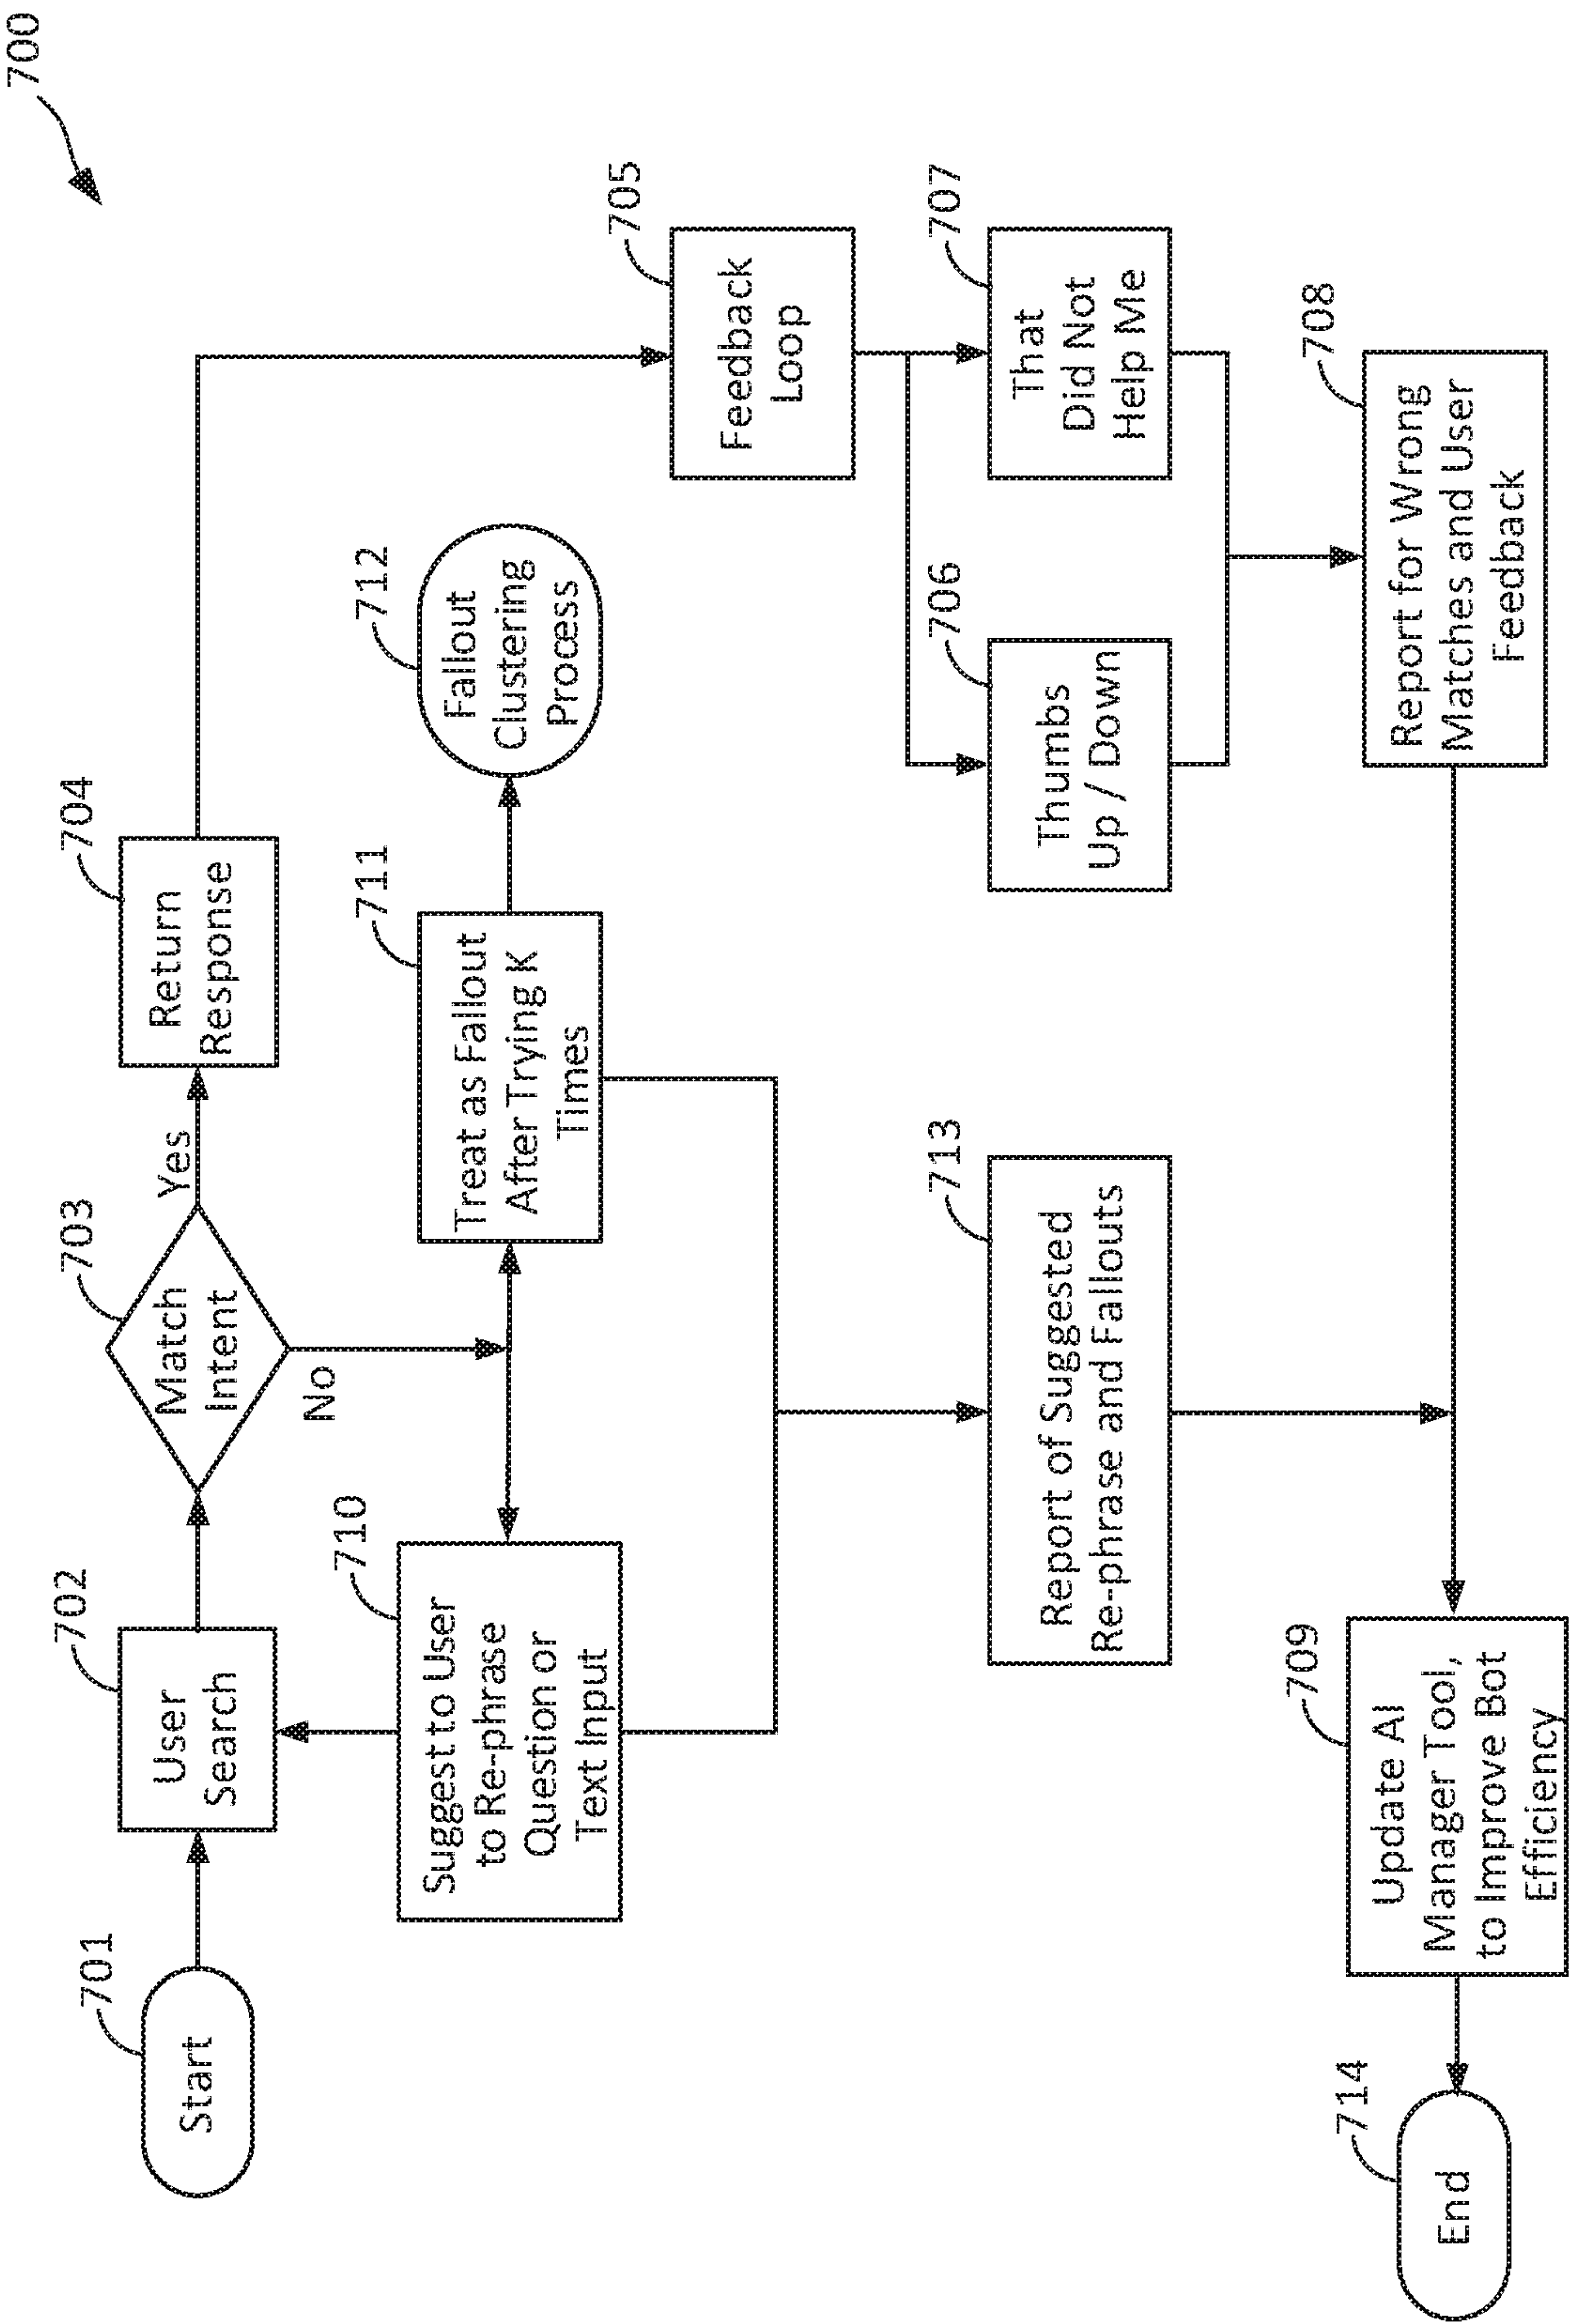 700
701
Start
702
User
Search
703
Match
Intent
Yes
No
704
Return
Response
710
Suggest to User
to Re-phrase
Question or
Text Input
711
Treat as Fallout
After Trying K
Times
712
Fallout
Clustering
Process
705
Feedback
Loop
713
Report of Suggested
Re-phrase and Fallouts
706
Thumbs
Up / Down
707
That
Did Not
Help Me
714
End
709
Update AI
Manager Tool,
to Improve Bot
Efficiency
708
Report for Wrong
Matches and User
Feedback